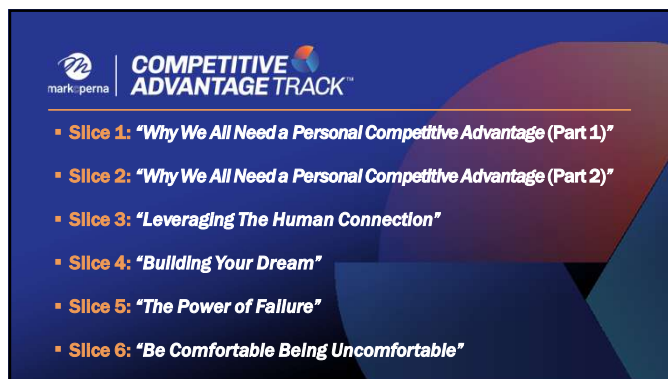 COMPETITIVE
ADVANTAGE TRACK™
markcperna
▪ Slice 1: “Why We All Need a Personal Competitive Advantage (Part 1)”
▪ Slice 2: “Why We All Need a Personal Competitive Advantage (Part 2)”
▪ Slice 3: “Leveraging The Human Connection”
▪ Slice 4: “Building Your Dream”
▪ Slice 5: “The Power of Failure”
▪ Slice 6: “Be Comfortable Being Uncomfortable”